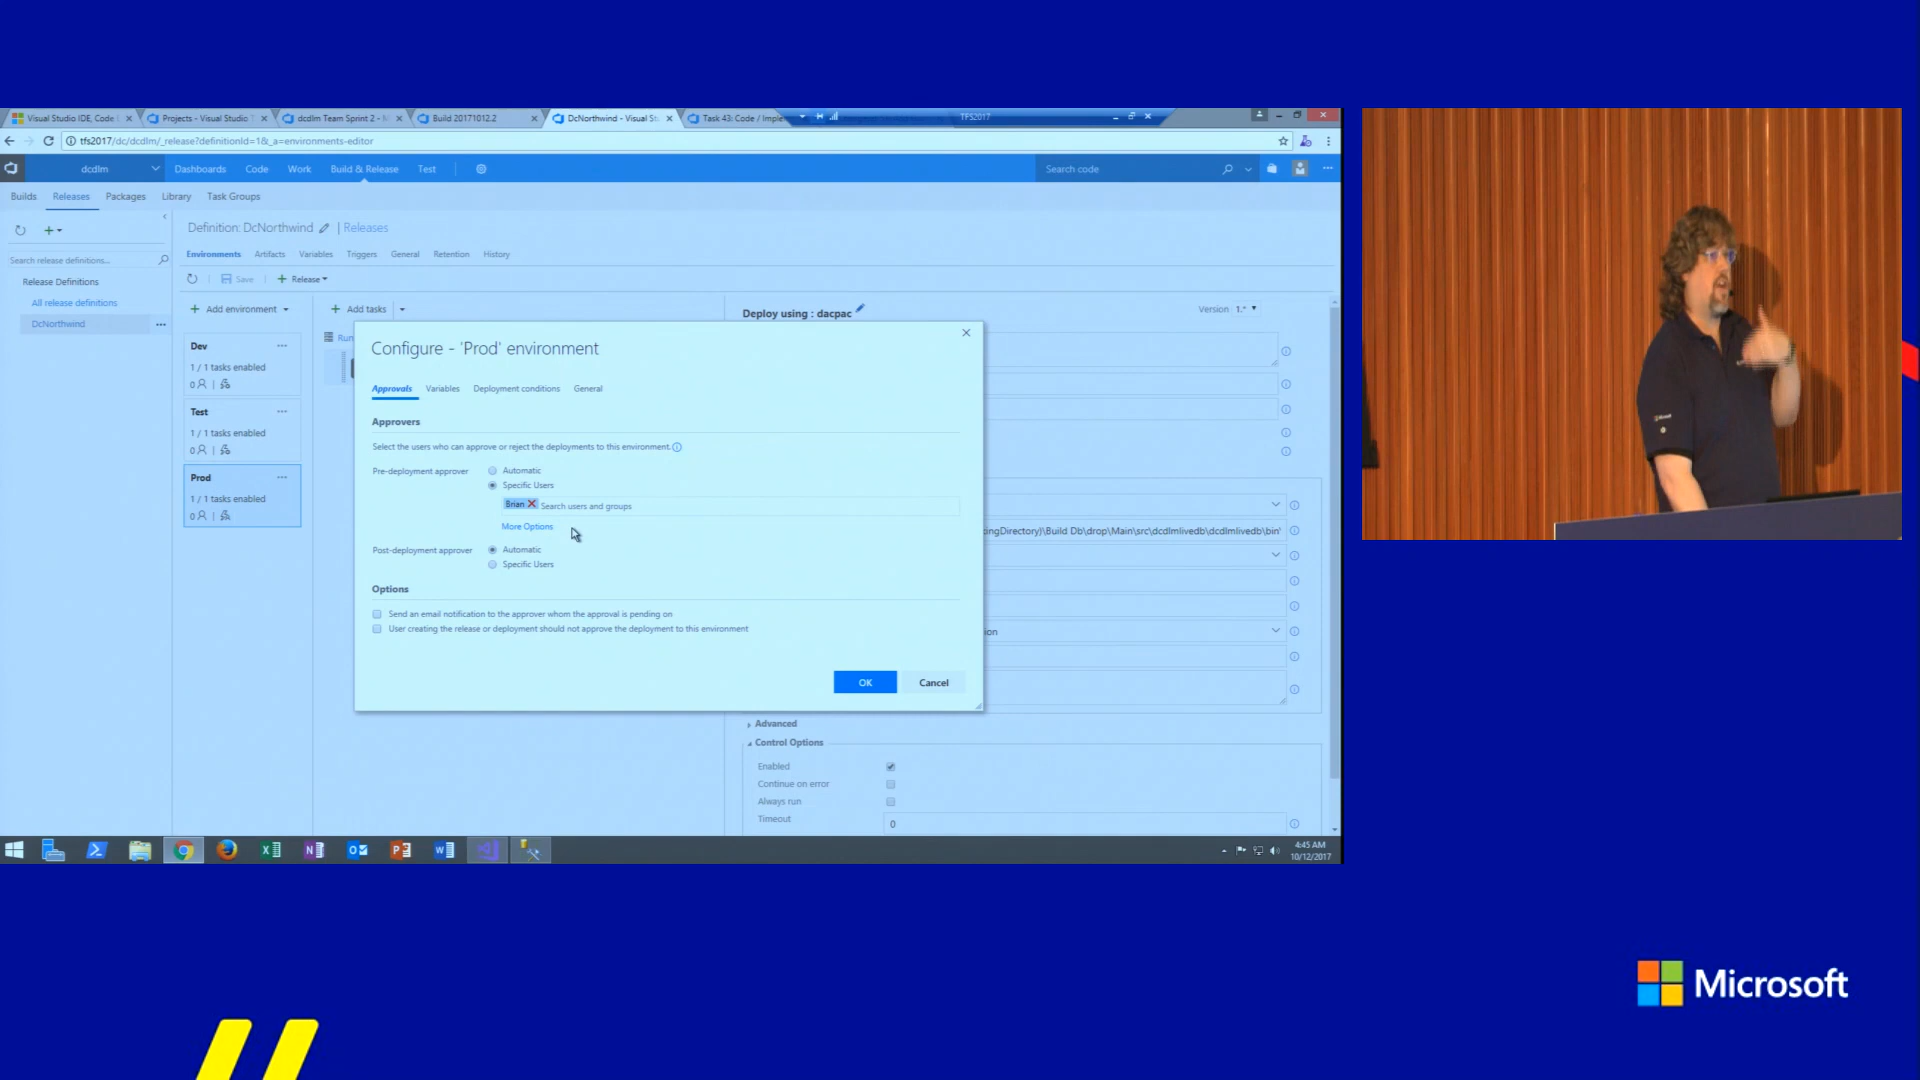 Visual Studio IDE, Code
Projects - Visual Studio T
dcdlm Team Sprint 2 -
Build 20171012.2
DcNorthwind - Visual St
Task 43: Code / Imple
TFS2017
tfs2017/dc/dcdlm/_release?definitionId=1&_a=environments-editor
dcdlm
Dashboards
Code
Work
Build & Release
Test
Search code
Builds
Releases
Packages
Library
Task Groups
Definition: DcNorthwind | Releases
Search release definitions...
Environments
Artifacts
Variables
Triggers
General
Retention
History
Release Definitions
Save
Release
All release definitions
DcNorthwind
Add environment
Add tasks
Deploy using : dacpac
Version 1.*
Run
Dev
1 / 1 tasks enabled
0
Test
1 / 1 tasks enabled
0
Prod
1 / 1 tasks enabled
0
Configure - 'Prod' environment
Approvals
Variables
Deployment conditions
General
Approvers
Select the users who can approve or reject the deployments to this environment.
Pre-deployment approver
Automatic
Specific Users
Brian
Search users and groups
More Options
Post-deployment approver
Automatic
Specific Users
Options
Send an email notification to the approver whom the approval is pending on
User creating the release or deployment should not approve the deployment to this environment
OK
Cancel
ingDirectory)\Build Db\drop\Main\src\dcdlmlivedb\dcdlmlivedb\bin'
ion
Advanced
Control Options
Enabled
Continue on error
Always run
Timeout
0
4:45 AM
10/12/2017
Microsoft